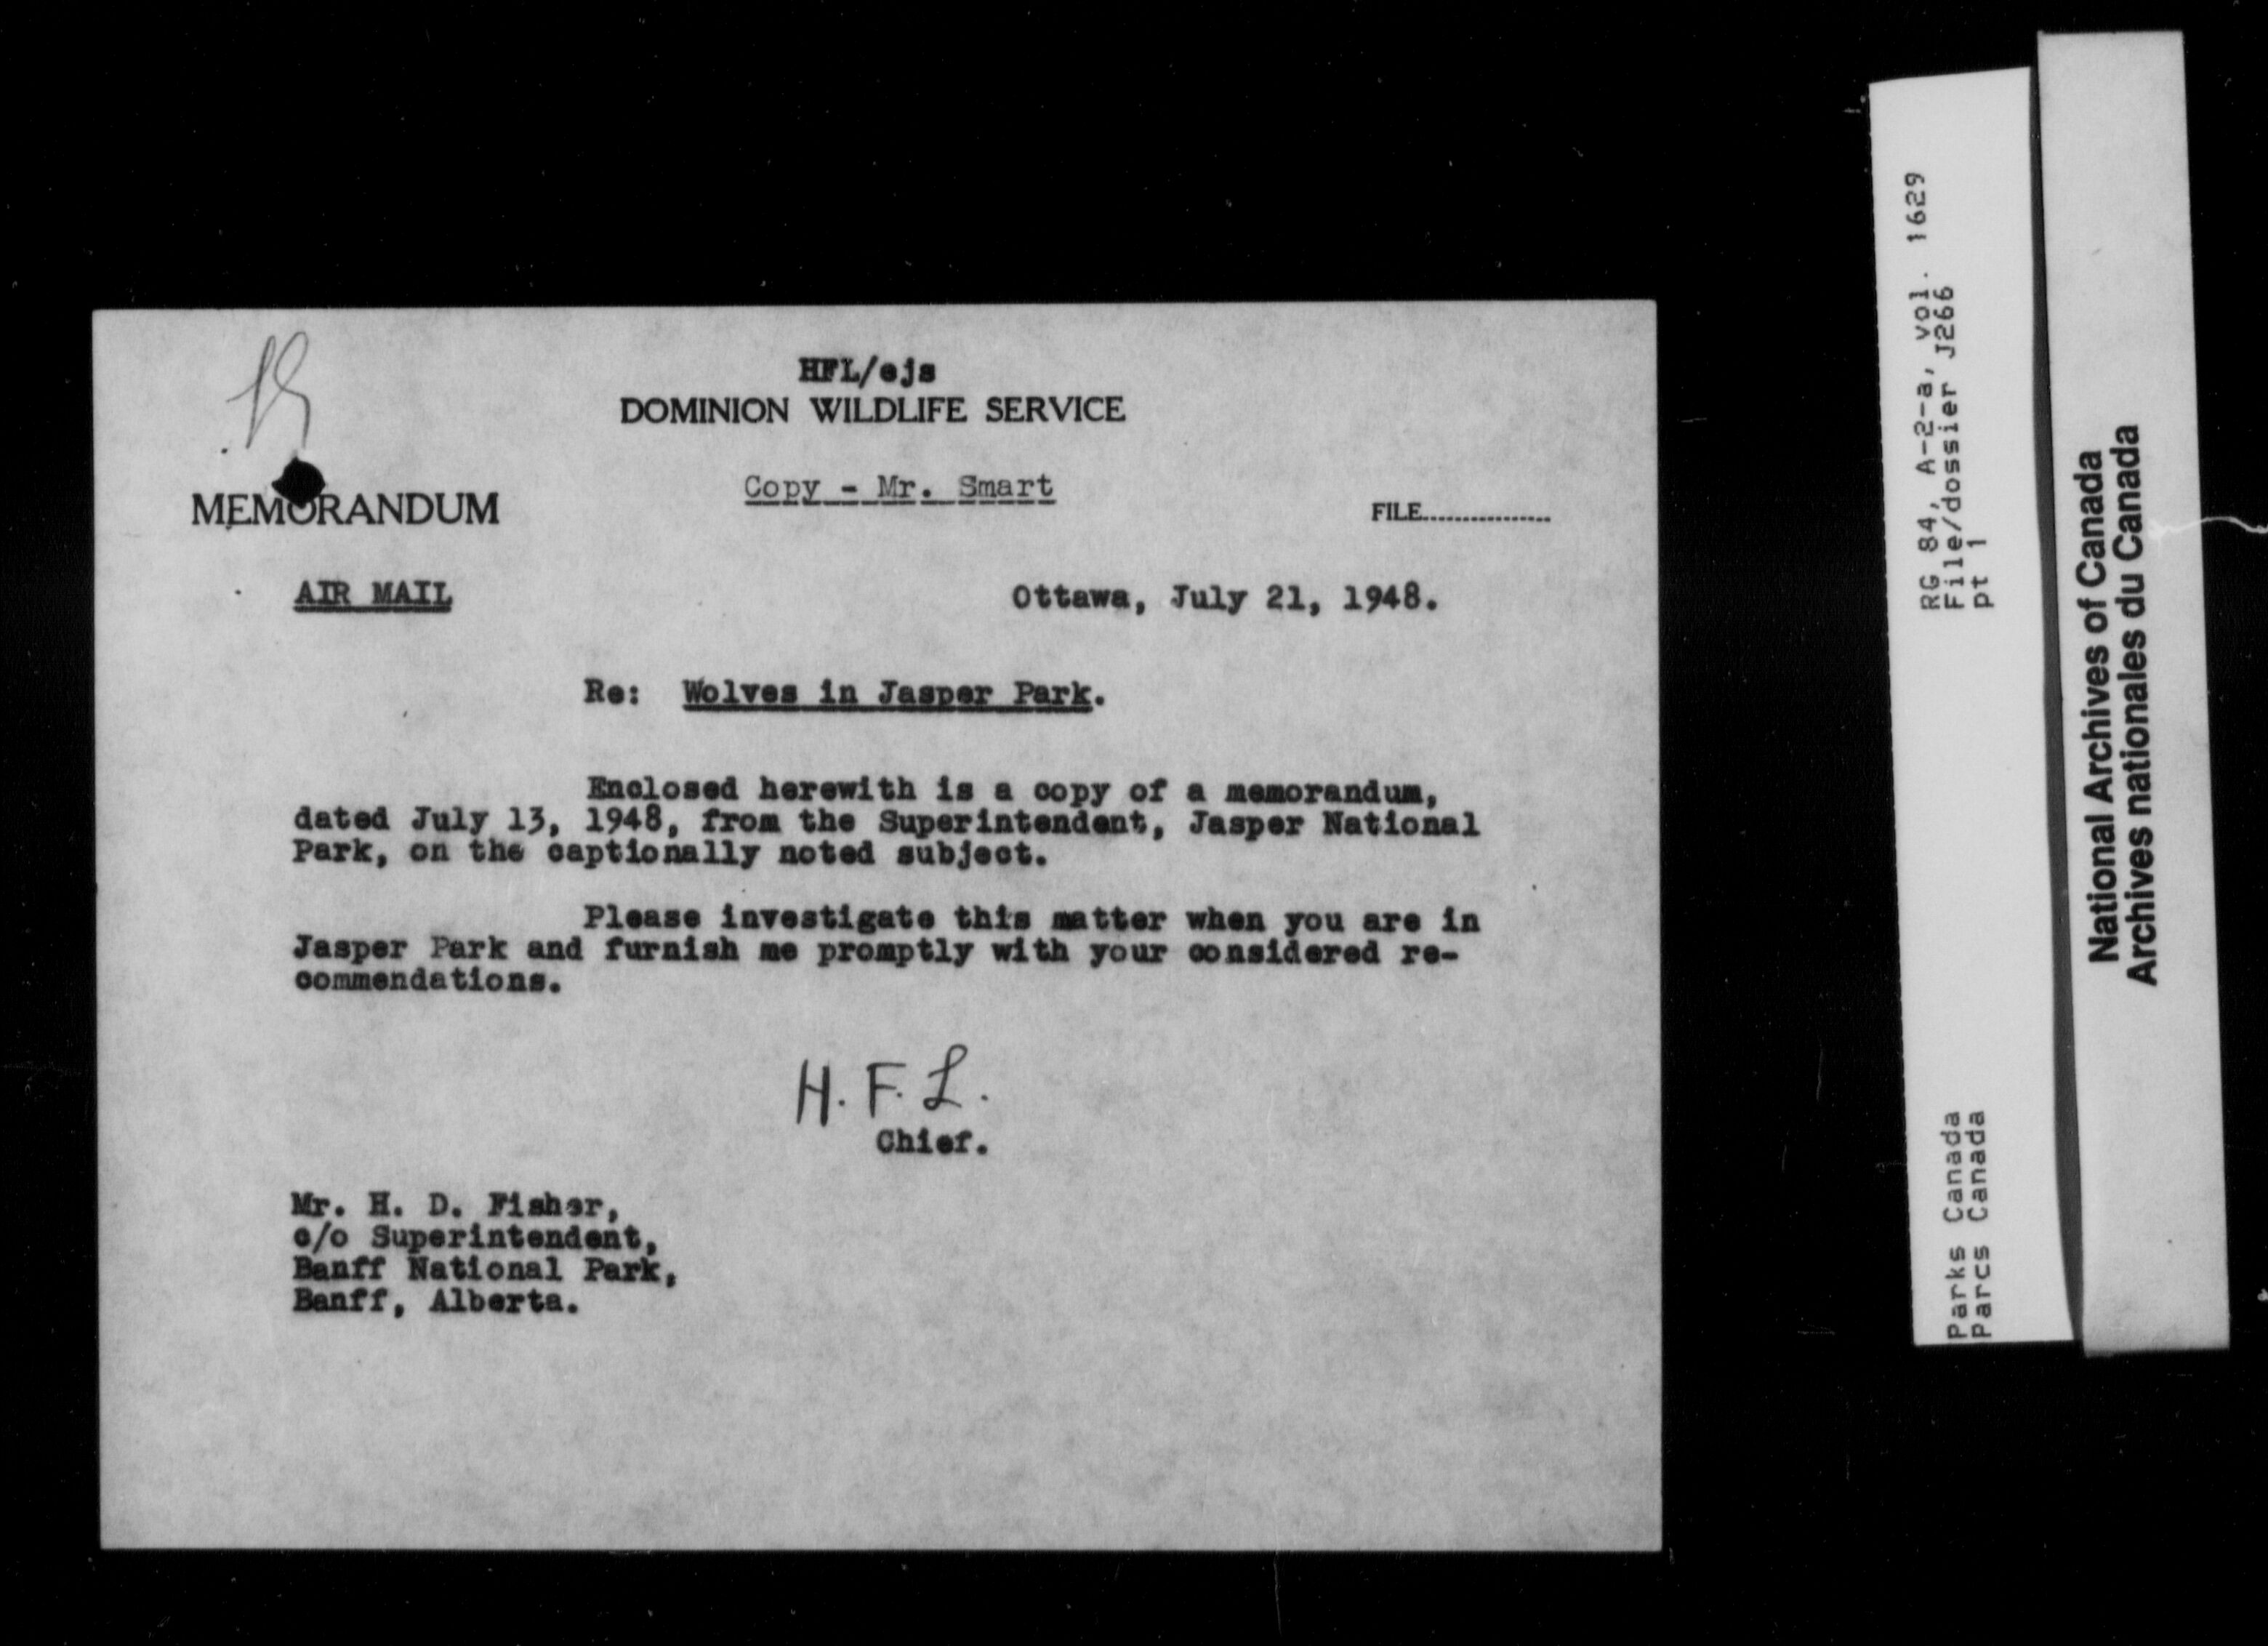 HFL/ejs
DOMINION WILDLIFE SERVICE
Copy - Mr. Smart
MEMORANDUM
FILE................
AIR MAIL
Ottawa, July 21, 1948.
Re: Wolves in Jasper Park.
Enclosed herewith is a copy of a memorandum,
dated July 13, 1948, from the Superintendent, Jasper National
Park, on the captionally noted subject.
Please investigate this matter when you are in
Jasper Park and furnish me promptly with your considered re-
commendations.
H. F. L.
Chief.
Mr. H. D. Fisher,
c/o Superintendent,
Banff National Park,
Banff, Alberta.
RG 84, A-2-a, vol. 1629
File/dossier J266
pt 1
Parks Canada
Parcs Canada
National Archives of Canada
Archives nationales du Canada